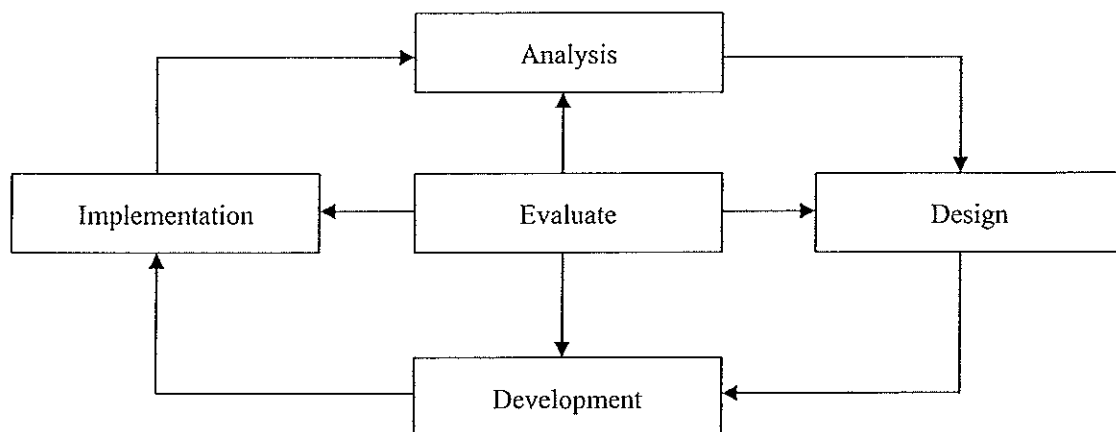 Analysis
Implementation
Evaluate
Design
Development